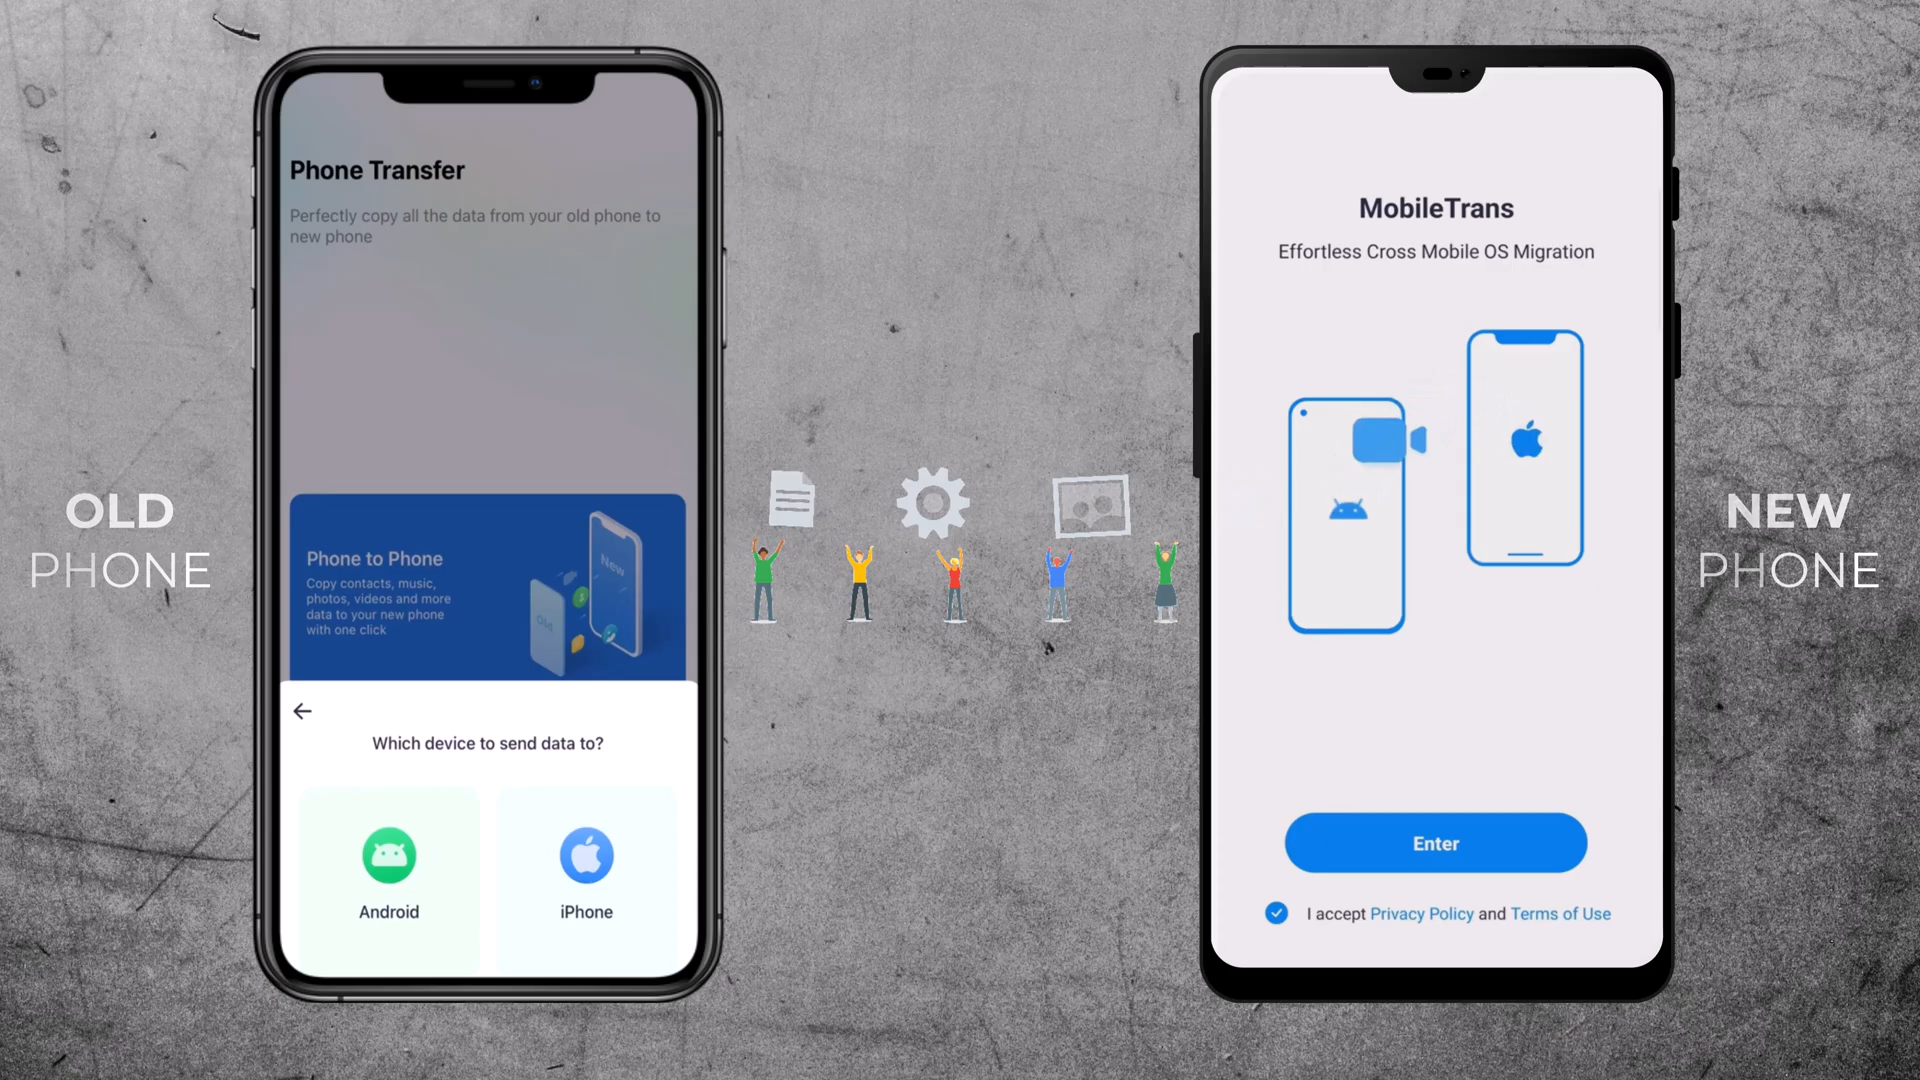 OLD
PHONE
Phone Transfer
Perfectly copy all the data from your old phone to
new phone
Phone to Phone
Copy contacts, music,
photos, videos and more
data to your new phone
with one click
New
Old
Which device to send data to?
Android
iPhone
MobileTrans
Effortless Cross Mobile OS Migration
Enter
I accept Privacy Policy and Terms of Use
NEW
PHONE